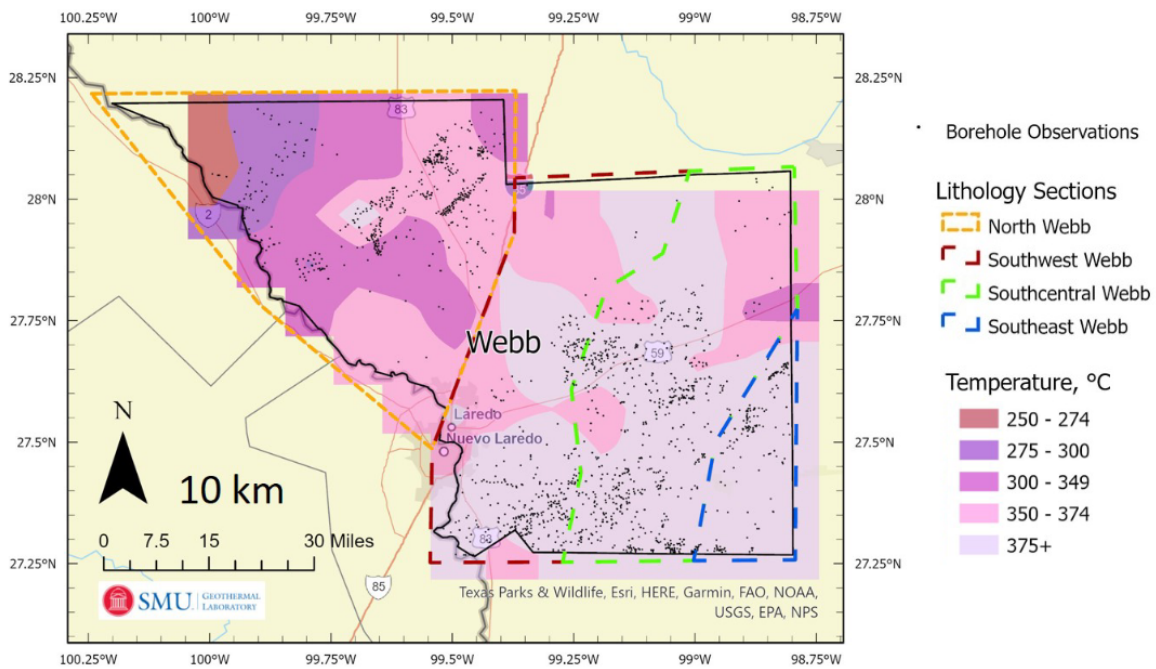 100.25°W 100°W 99.75°W 99.5°W 99.25°W 99°W 98.75°W
28.25°N 28.25°N
83
28°N 28°N
2
27.75°N 27.75°N
Webb
59
Laredo
Nuevo Laredo
27.5°N 27.5°N
N
10 km
0 7.5 15 30 Miles
83
27.25°N 27.25°N
85
SMU GEOTHERMAL
LABORATORY
Texas Parks & Wildlife, Esri, HERE, Garmin, FAO, NOAA,
USGS, EPA, NPS
100.25°W 100°W 99.75°W 99.5°W 99.25°W 99°W 98.75°W
Borehole Observations
Lithology Sections
North Webb
Southwest Webb
Southcentral Webb
Southeast Webb
Temperature, °C
250 - 274
275 - 300
300 - 349
350 - 374
375+